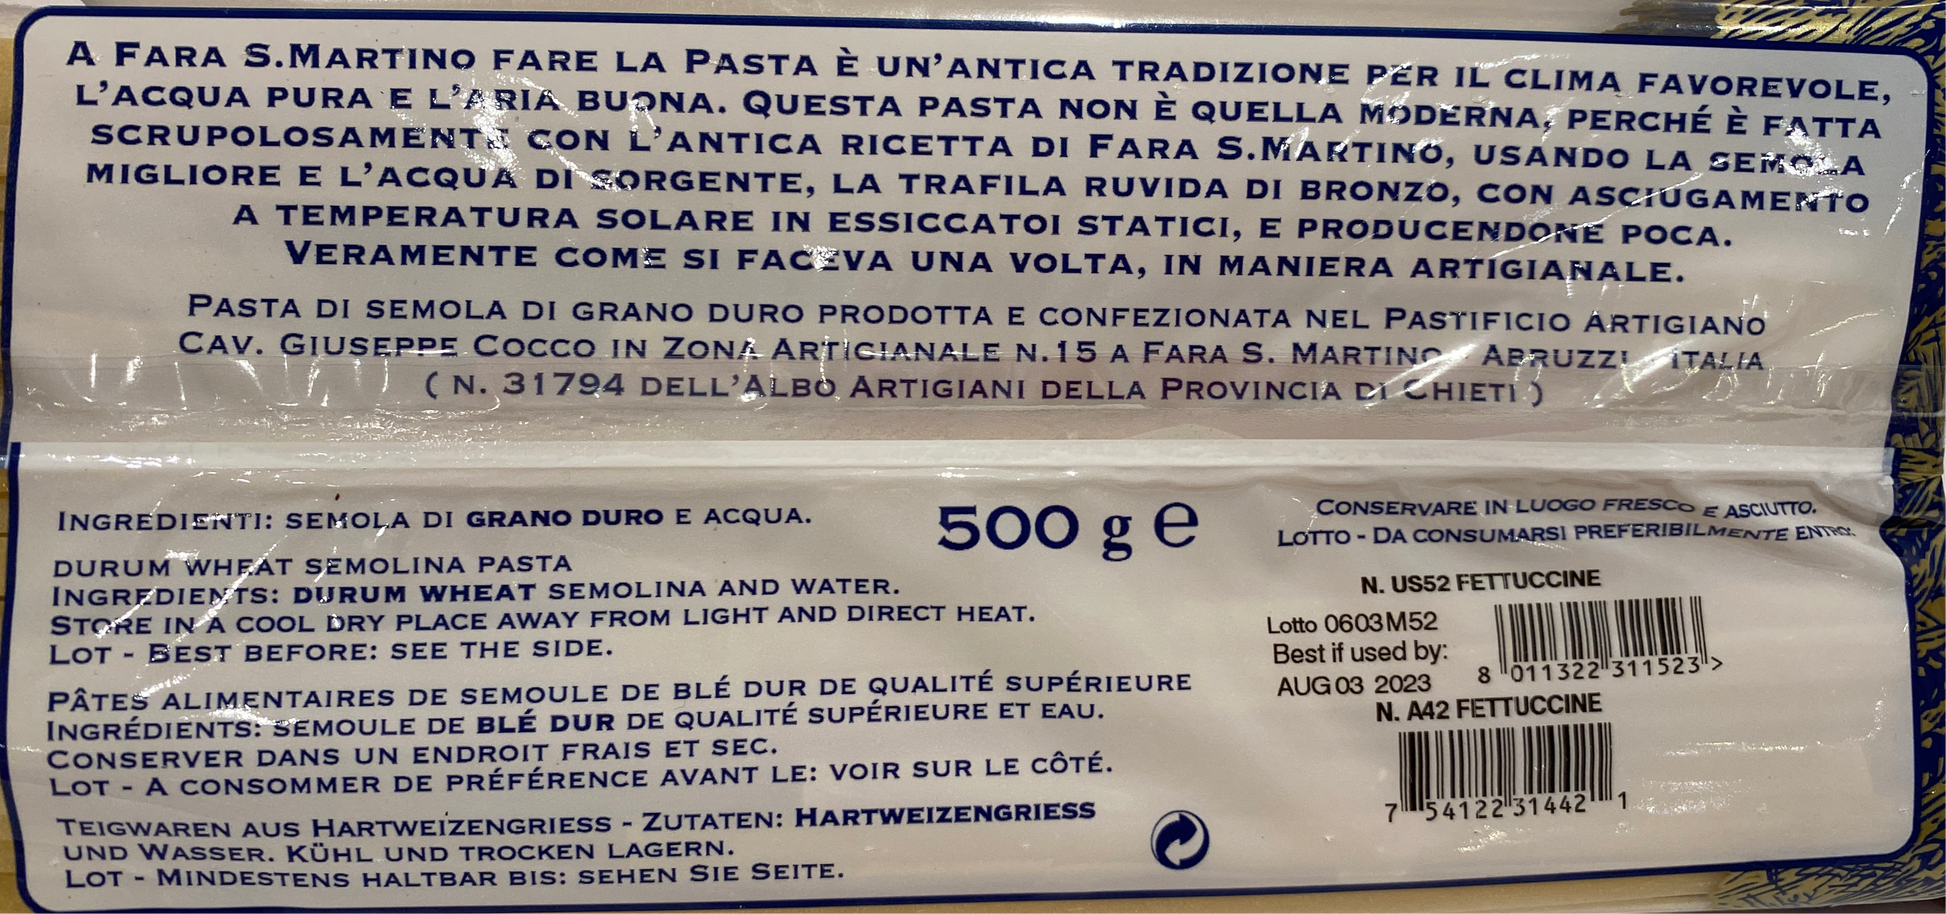 A FARA S.MARTINO FARE LA PASTA È UN'ANTICA TRADIZIONE PER IL CLIMA FAVOREVOLE,
L'ACQUA PURA E L'ARIA BUONA. QUESTA PASTA NON È QUELLA MODERNA, PERCHÉ È FATTA
SCRUPOLOSAMENTE CON L'ANTICA RICETTA DI FARA S.MARTINO, USANDO LA SEMOLA
MIGLIORE E L'ACQUA DI SORGENTE, LA TRAFILA RUVIDA DI BRONZO, CON ASCIUGAMENTO
A TEMPERATURA SOLARE IN ESSICCATOI STATICI, E PRODUCENDONE POCA.
VERAMENTE COME SI FACEVA UNA VOLTA, IN MANIERA ARTIGIANALE.
PASTA DI SEMOLA DI GRANO DURO PRODOTTA E CONFEZIONATA NEL PASTIFICIO ARTIGIANO
CAV. GIUSEPPE COCCO IN ZONA ARTIGIANALE N.15 A FARA S. MARTINO - ABRUZZI - ITALIA
( N. 31794 DELL'ALBO ARTIGIANI DELLA PROVINCIA DI CHIETI )
INGREDIENTI: SEMOLA DI GRANO DURO E ACQUA.
DURUM WHEAT SEMOLINA PASTA
INGREDIENTS: DURUM WHEAT SEMOLINA AND WATER.
STORE IN A COOL DRY PLACE AWAY FROM LIGHT AND DIRECT HEAT.
LOT - BEST BEFORE: SEE THE SIDE.
PÂTES ALIMENTAIRES DE SEMOULE DE BLÉ DUR DE QUALITÉ SUPÉRIEURE
INGRÉDIENTS: SEMOULE DE BLÉ DUR DE QUALITÉ SUPÉRIEURE ET EAU.
CONSERVER DANS UN ENDROIT FRAIS ET SEC.
LOT - A CONSOMMER DE PRÉFÉRENCE AVANT LE: VOIR SUR LE CÔTÉ.
TEIGWAREN AUS HARTWEIZENGRIESS - ZUTATEN: HARTWEIZENGRIESS
UND WASSER. KÜHL UND TROCKEN LAGERN.
LOT - MINDESTENS HALTBAR BIS: SEHEN SIE SEITE.
500 g e
CONSERVARE IN LUOGO FRESCO E ASCIUTTO.
LOTTO - DA CONSUMARSI PREFERIBILMENTE ENTRO:
N. US52 FETTUCCINE
Lotto 0603M52
Best if used by:
AUG 03 2023
8 011322 311523 >
N. A42 FETTUCCINE
7 54122 31442 1